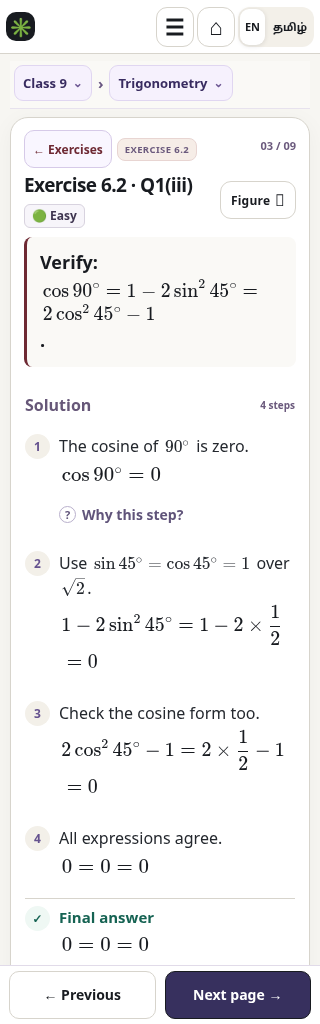 ☰ ⌂ EN தமிழ்
Class 9 ⌄ › Trigonometry ⌄
← Exercises EXERCISE 6.2 03 / 09
Exercise 6.2 · Q1(iii)
Figure
Easy
Verify:
cos 90° = 1 − 2 sin² 45° =
2 cos² 45° − 1
.
Solution 4 steps
1 The cosine of 90° is zero.
cos 90° = 0
? Why this step?
2 Use sin 45° = cos 45° = 1 over
√2.
1 − 2 sin² 45° = 1 − 2 × 1/2
= 0
3 Check the cosine form too.
2 cos² 45° − 1 = 2 × 1/2 − 1
= 0
4 All expressions agree.
0 = 0 = 0
✓ Final answer
0 = 0 = 0
← Previous Next page →